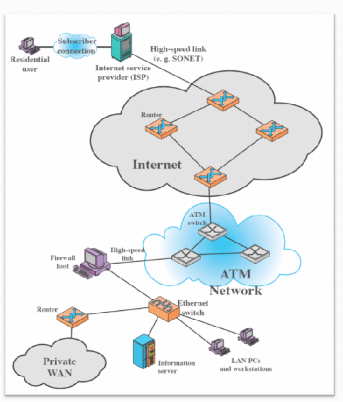 Subscriber
connection
Residential
user
Internet service
provider (ISP)
High-speed link
(e. g. SONET)
Router
Internet
ATM
switch
High-speed
link
Firewall
host
ATM
Network
Ethernet
switch
Router
Information
server
LAN PCs
and workstations
Private
WAN